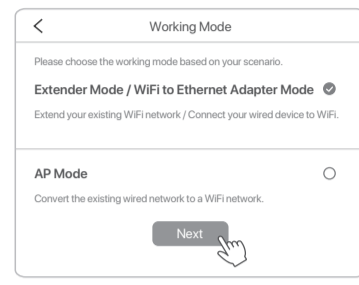 Working Mode
Please choose the working mode based on your scenario.
Extender Mode / WiFi to Ethernet Adapter Mode
Extend your existing WiFi network / Connect your wired device to WiFi.
AP Mode
Convert the existing wired network to a WiFi network.
Next